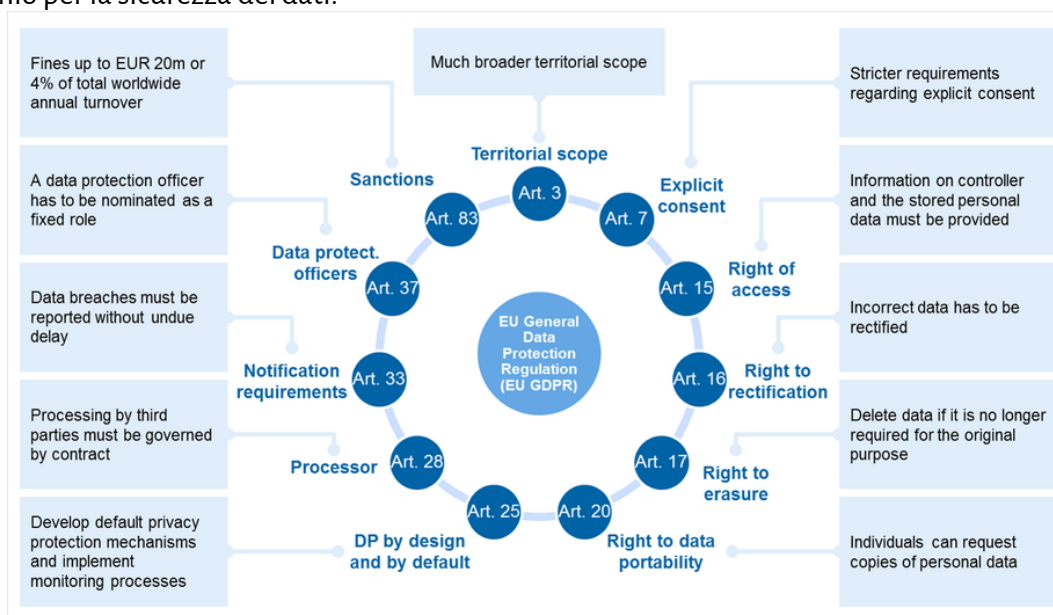 nio per la sicurezza dei dati.
Much broader territorial scope
Territorial scope
Art. 3
Stricter requirements
regarding explicit consent
Explicit
consent
Art. 7
Information on controller
and the stored personal
data must be provided
Right of
access
Art. 15
Incorrect data has to be
rectified
Right to
rectification
Art. 16
Delete data if it is no longer
required for the original
purpose
Right to
erasure
Art. 17
Individuals can request
copies of personal data
Right to data
portability
Art. 20
Develop default privacy
protection mechanisms
and implement
monitoring processes
DP by design
and by default
Art. 25
Processing by third
parties must be governed
by contract
Processor
Art. 28
Data breaches must be
reported without undue
delay
Notification
requirements
Art. 33
A data protection officer
has to be nominated as a
fixed role
Data protect.
officers
Art. 37
Fines up to EUR 20m or
4% of total worldwide
annual turnover
Sanctions
Art. 83
EU General
Data
Protection
Regulation
(EU GDPR)